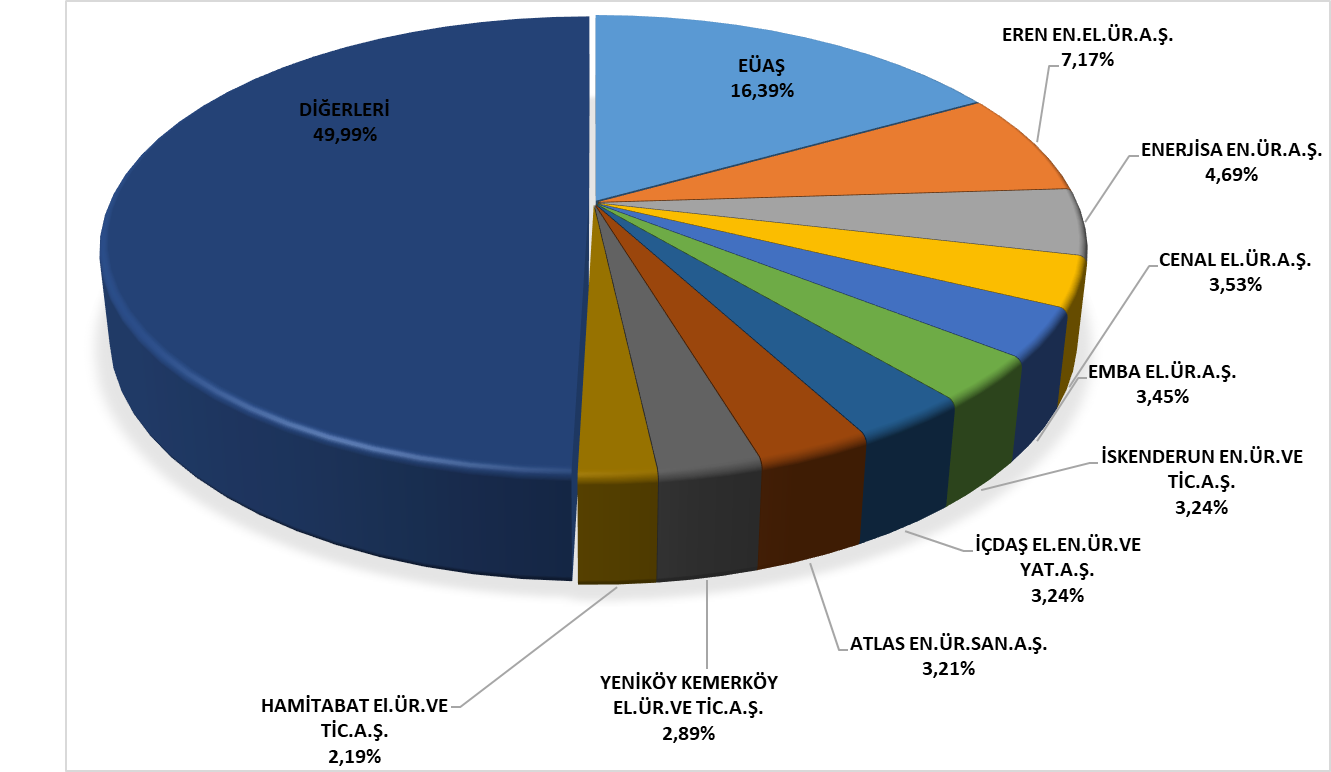 EÜAŞ
16,39%
EREN EN.EL.ÜR.A.Ş.
7,17%
ENERJİSA EN.ÜR.A.Ş.
4,69%
CENAL EL.ÜR.A.Ş.
3,53%
EMBA EL.ÜR.A.Ş.
3,45%
İSKENDERUN EN.ÜR.VE
TİC.A.Ş.
3,24%
İÇDAŞ EL.EN.ÜR.VE
YAT.A.Ş.
3,24%
ATLAS EN.ÜR.SAN.A.Ş.
3,21%
YENİKÖY KEMERKÖY
EL.ÜR.VE TİC.A.Ş.
2,89%
HAMİTABAT El.ÜR.VE
TİC.A.Ş.
2,19%
DİĞERLERİ
49,99%